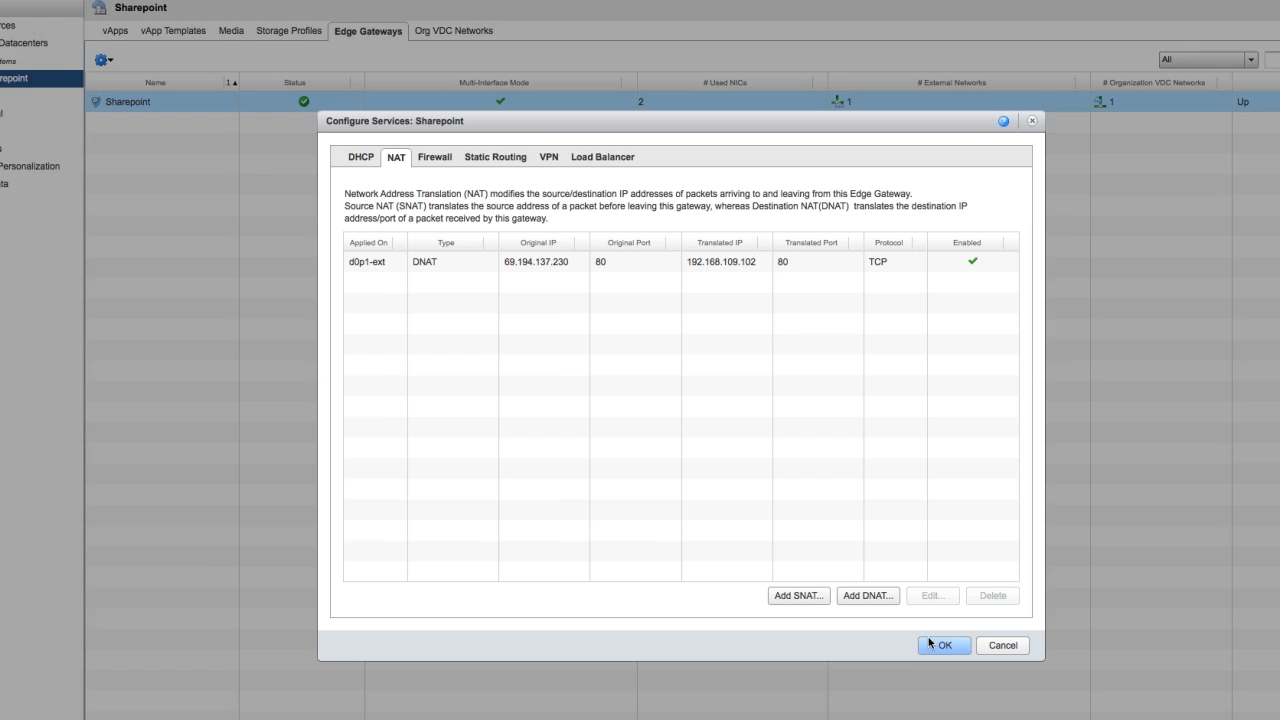 Sharepoint
rces
Datacenters
tems
repoint
l
s
Personalization
ta
vApps vApp Templates Media Storage Profiles Edge Gateways Org VDC Networks
All
Name 1▲ Status Multi-Interface Mode # Used NICs # External Networks # Organization VDC Networks
Sharepoint 2 1 1 Up
Configure Services: Sharepoint
DHCP NAT Firewall Static Routing VPN Load Balancer
Network Address Translation (NAT) modifies the source/destination IP addresses of packets arriving to and leaving from this Edge Gateway.
Source NAT (SNAT) translates the source address of a packet before leaving this gateway, whereas Destination NAT(DNAT) translates the destination IP
address/port of a packet received by this gateway.
Applied On Type Original IP Original Port Translated IP Translated Port Protocol Enabled
d0p1-ext DNAT 69.194.137.230 80 192.168.109.102 80 TCP
Add SNAT... Add DNAT... Edit... Delete
OK Cancel